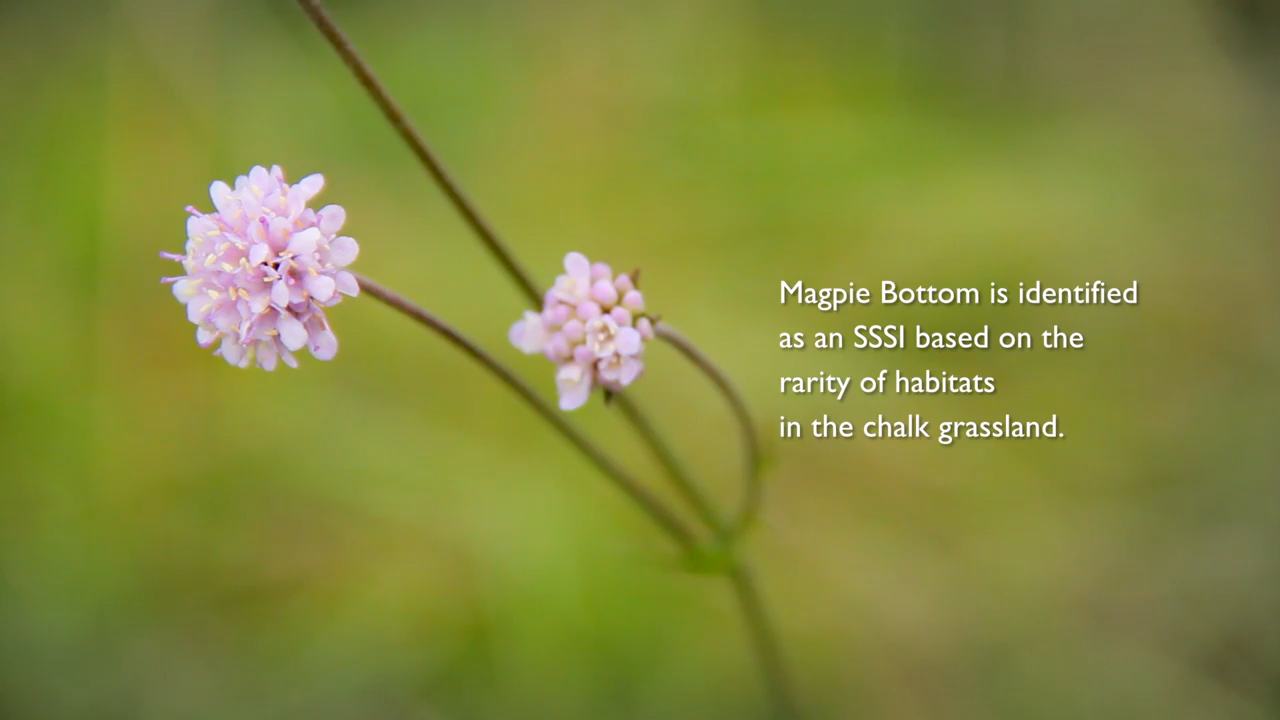 Magpie Bottom is identified
as an SSSI based on the
rarity of habitats
in the chalk grassland.